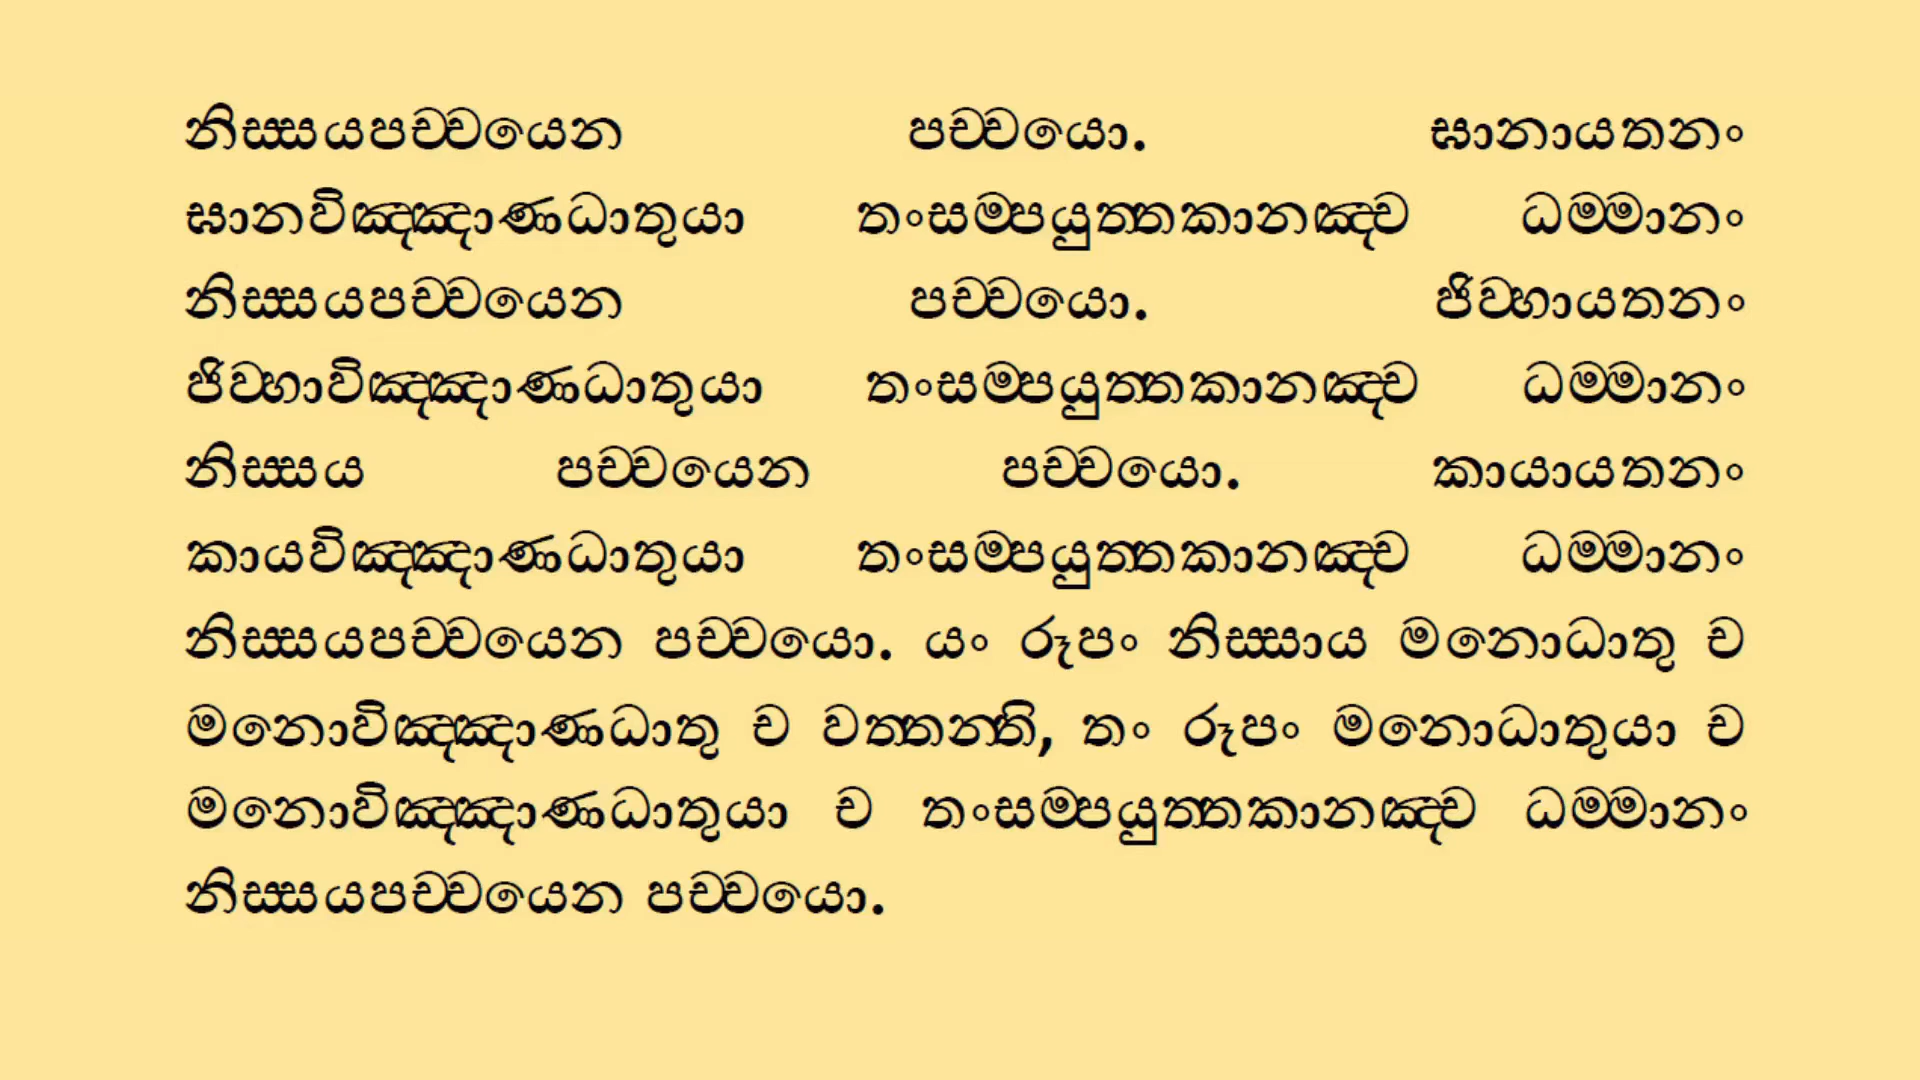 නිස‍්සයපච‍්චයෙන පච‍්චයො. ඝානායතනං
ඝානවිඤ‍්ඤාණධාතුයා තංසම‍්පයුත‍්තකානඤ‍්ච ධම‍්මානං
නිස‍්සයපච‍්චයෙන පච‍්චයො. ජිව‍්හායතනං
ජිව‍්හාවිඤ‍්ඤාණධාතුයා තංසම‍්පයුත‍්තකානඤ‍්ච ධම‍්මානං
නිස‍්සය පච‍්චයෙන පච‍්චයො. කායායතනං
කායවිඤ‍්ඤාණධාතුයා තංසම‍්පයුත‍්තකානඤ‍්ච ධම‍්මානං
නිස‍්සයපච‍්චයෙන පච‍්චයො. යං රූපං නිස‍්සාය මනොධාතු ච
මනොවිඤ‍්ඤාණධාතු ච වත‍්තන‍්ති, තං රූපං මනොධාතුයා ච
මනොවිඤ‍්ඤාණධාතුයා ච තංසම‍්පයුත‍්තකානඤ‍්ච ධම‍්මානං
නිස‍්සයපච‍්චයෙන පච‍්චයො.